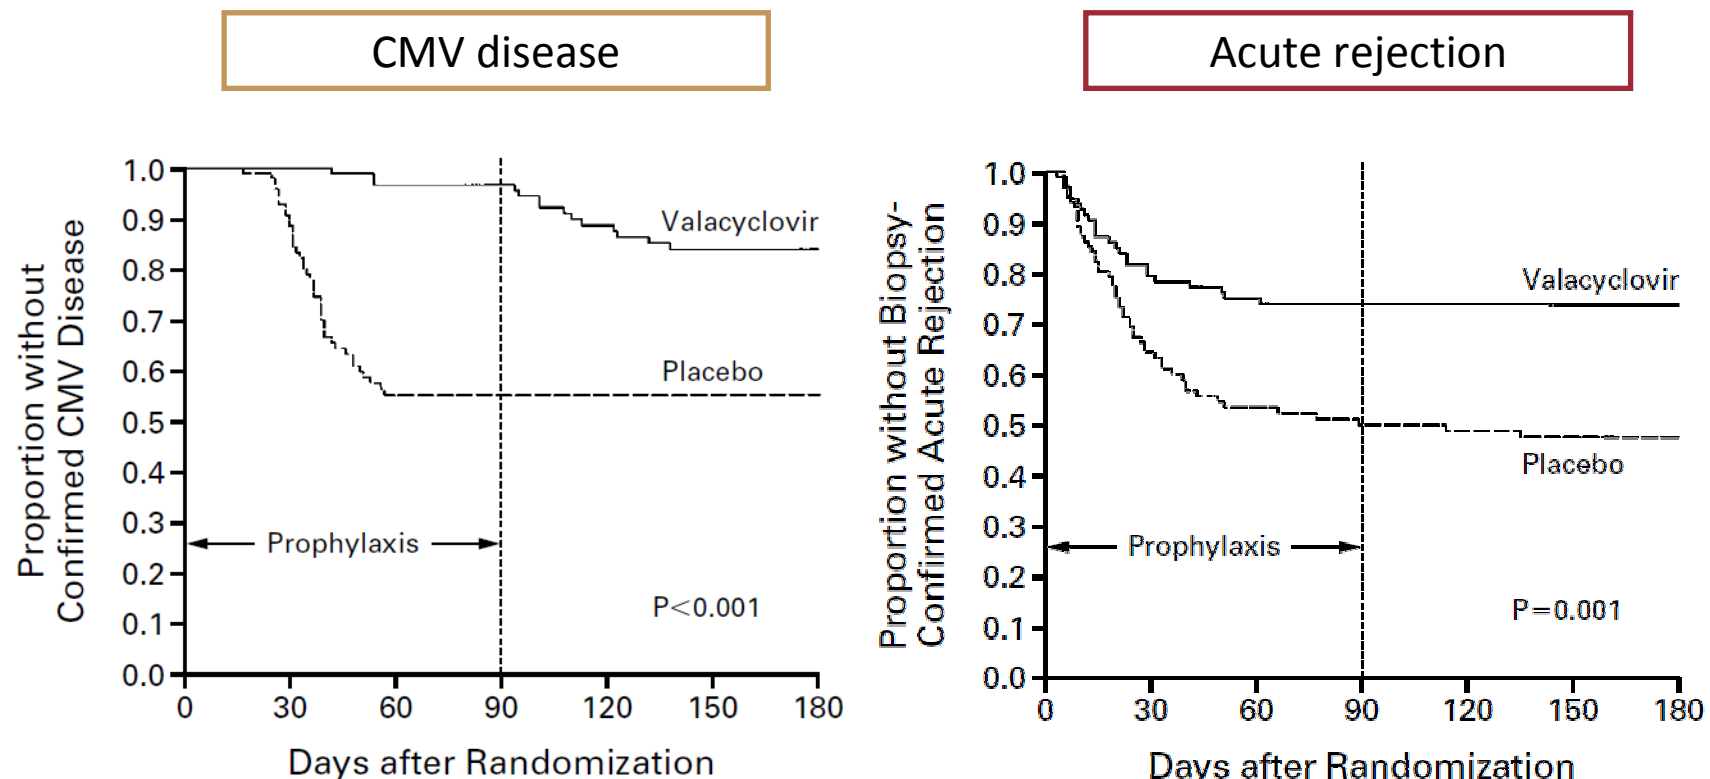 CMV disease
Proportion without
Confirmed CMV Disease
1.0
0.9
0.8
0.7
0.6
0.5
0.4
0.3
0.2
0.1
0.0
Valacyclovir
Placebo
Prophylaxis
P<0.001
0 30 60 90 120 150 180
Days after Randomization
Acute rejection
Proportion without Biopsy-
Confirmed Acute Rejection
1.0
0.9
0.8
0.7
0.6
0.5
0.4
0.3
0.2
0.1
0.0
Valacyclovir
Placebo
Prophylaxis
P=0.001
0 30 60 90 120 150 180
Days after Randomization